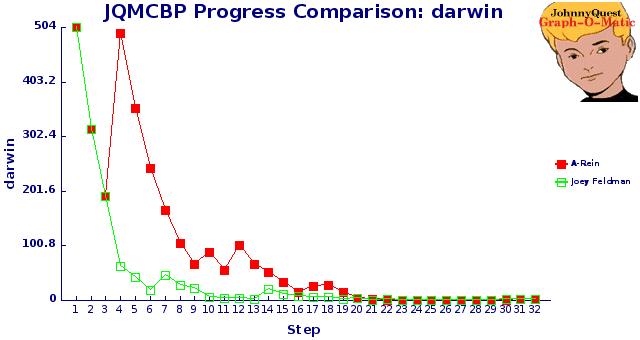 JQMCBP Progress Comparison: darwin
JohnnyQuest
Graph-O-Matic
504
403.2
302.4
201.6
100.8
0
darwin
1 2 3 4 5 6 7 8 9 10 11 12 13 14 15 16 17 18 19 20 21 22 23 24 25 26 27 28 29 30 31 32
Step
A-Rein
Joey Feldman